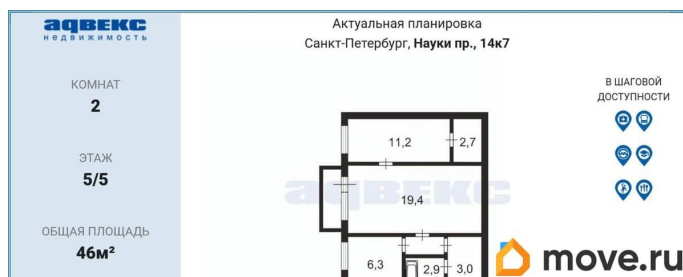 адвекс
недвижимость
Актуальная планировка
Санкт-Петербург, Науки пр., 14к7
КОМНАТ
2
ЭТАЖ
5/5
ОБЩАЯ ПЛОЩАДЬ
46м²
В ШАГОВОЙ
ДОСТУПНОСТИ
11,2
2,7
адвекс
19,4
6,3
2,9
3,0
move.ru